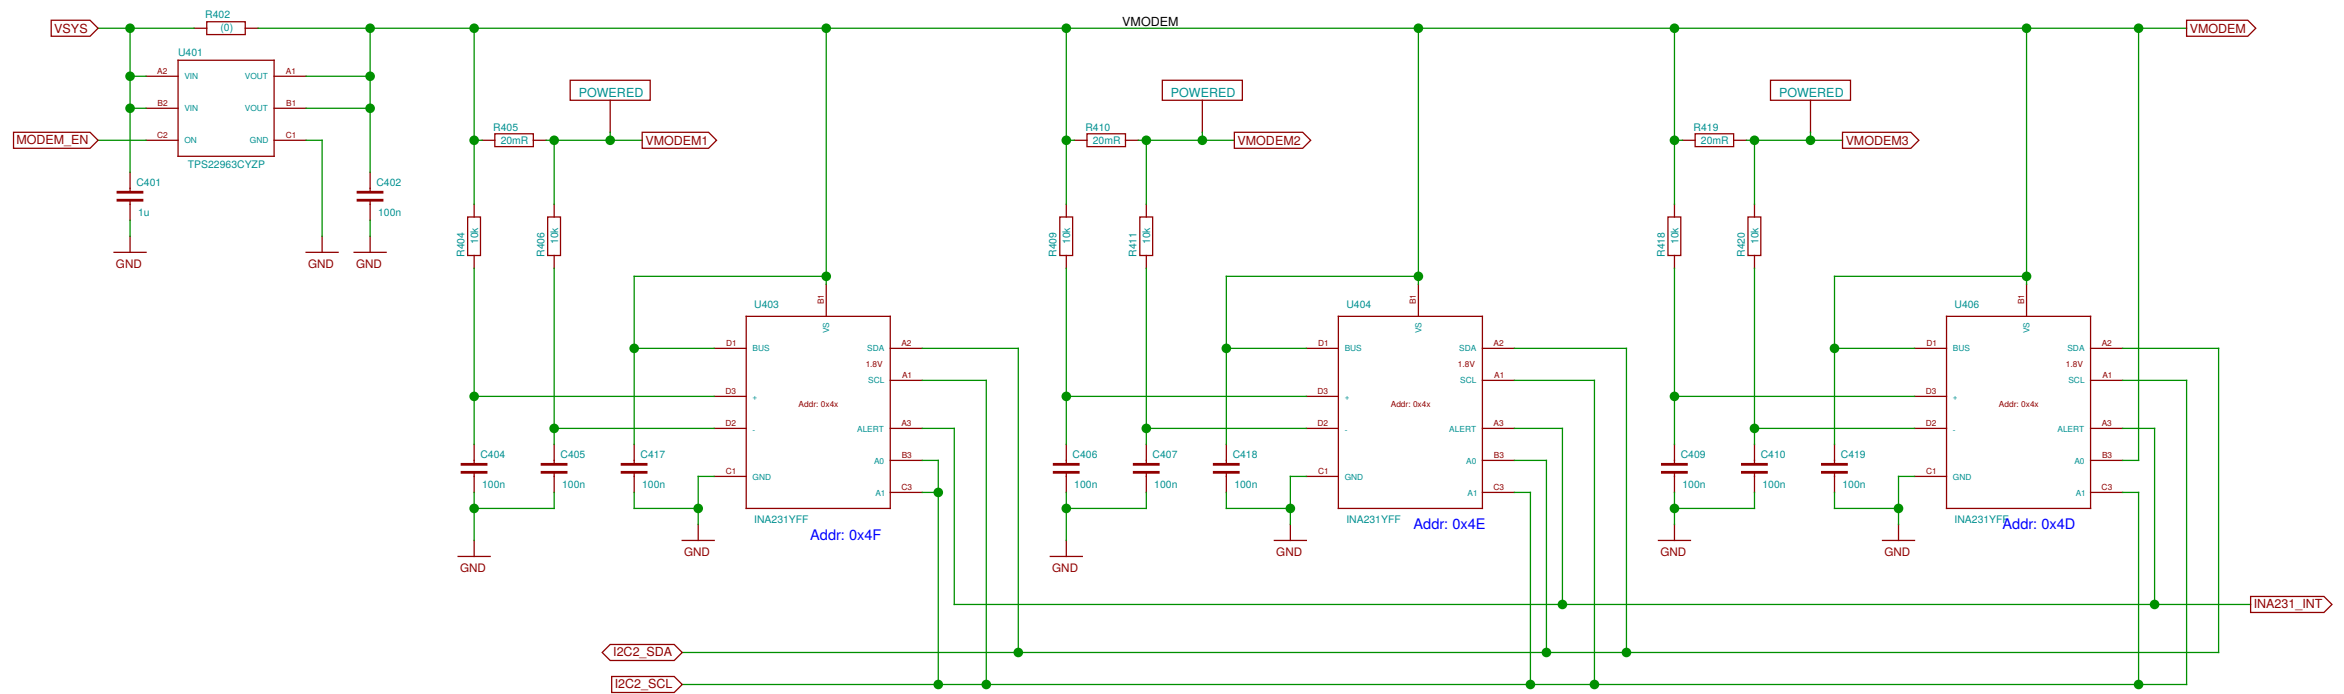 VSYS
R402
(0)
VMODEM
VMODEM
U401
A2 VIN VOUT A1
B2 VIN VOUT B1
MODEM_EN
C2 ON GND C1
TPS22963CYZP
C401
1u
C402
100n
GND
GND
GND
POWERED
R405
20mR
VMODEM1
R404
10k
R406
10k
U403
B1
VS
D1 BUS SDA A2
1.8V
SCL A1
D3 +
Addr: 0x4x
D2 - ALERT A3
A0 B3
C1 GND
A1 C3
INA231YFF
Addr: 0x4F
C404
100n
C405
100n
C417
100n
GND
GND
POWERED
R410
20mR
VMODEM2
R409
10k
R411
10k
U404
B1
VS
D1 BUS SDA A2
1.8V
SCL A1
D3 +
Addr: 0x4x
D2 - ALERT A3
A0 B3
C1 GND
A1 C3
INA231YFF
Addr: 0x4E
C406
100n
C407
100n
C418
100n
GND
GND
POWERED
R419
20mR
VMODEM3
R418
10k
R420
10k
U406
B1
VS
D1 BUS SDA A2
1.8V
SCL A1
D3 +
Addr: 0x4x
D2 - ALERT A3
A0 B3
C1 GND
A1 C3
INA231YFF
Addr: 0x4D
C409
100n
C410
100n
C419
100n
GND
GND
INA231_INT
I2C2_SDA
I2C2_SCL